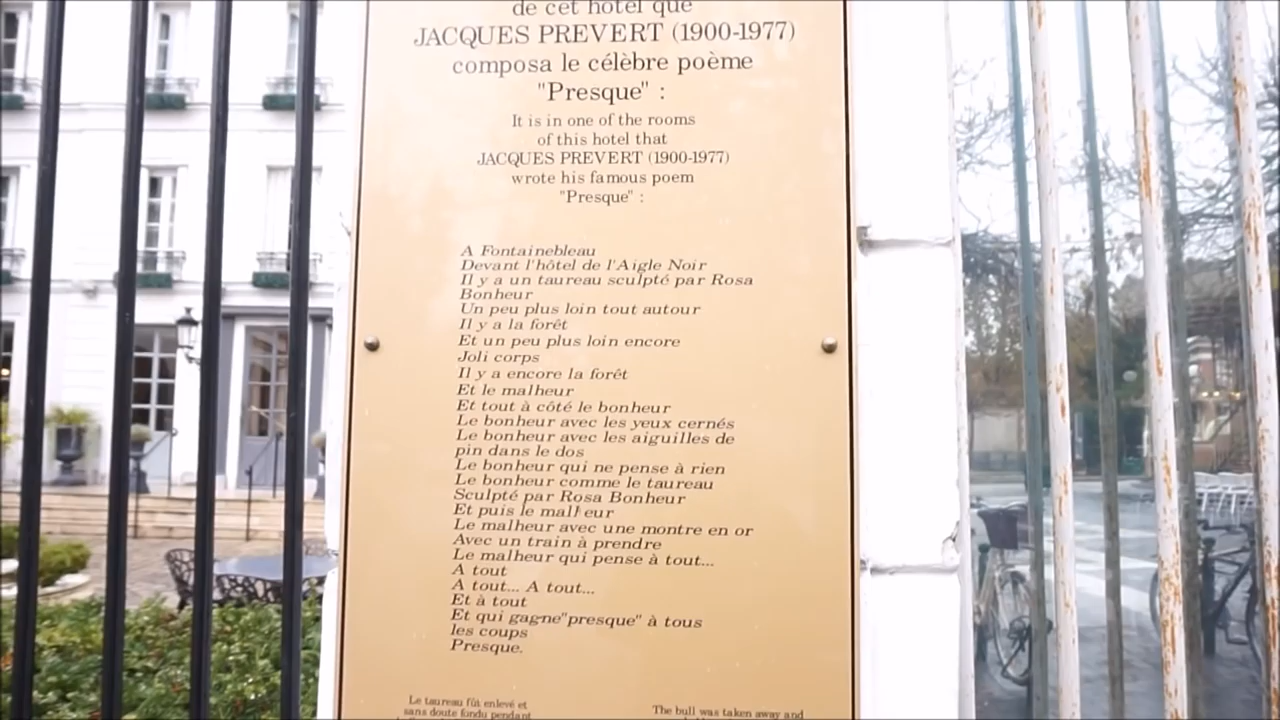 de cet hôtel que
JACQUES PREVERT (1900-1977)
composa le célèbre poème
"Presque" :
It is in one of the rooms
of this hotel that
JACQUES PREVERT (1900-1977)
wrote his famous poem
"Presque" :
A Fontainebleau
Devant l'hôtel de l'Aigle Noir
Il y a un taureau sculpté par Rosa
Bonheur
Un peu plus loin tout autour
Il y a la forêt
Et un peu plus loin encore
Joli corps
Il y a encore la forêt
Et le malheur
Et tout à côté le bonheur
Le bonheur avec les yeux cernés
Le bonheur avec les aiguilles de
pin dans le dos
Le bonheur qui ne pense à rien
Le bonheur comme le taureau
Sculpté par Rosa Bonheur
Et puis le malheur
Le malheur avec une montre en or
Avec un train à prendre
Le malheur qui pense à tout...
A tout
A tout... A tout...
Et à tout
Et qui gagne"presque" à tous
les coups
Presque.
Le taureau fût enlevé et
sans doute fondu pendant
The bull was taken away and